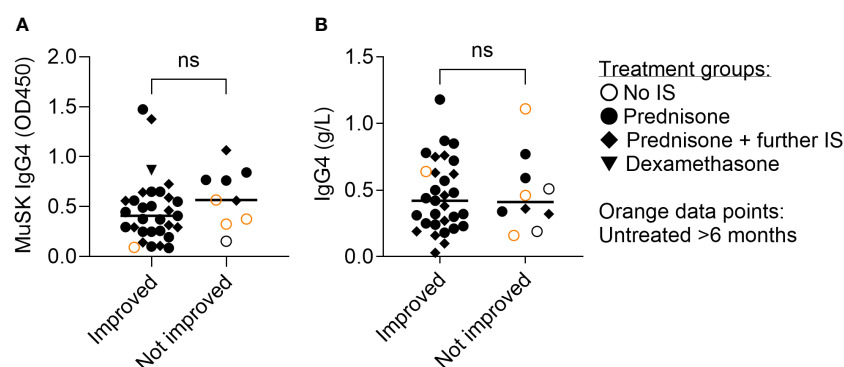 A
MuSK IgG4 (OD450)
2.0
1.5
1.0
0.5
0.0
ns
Improved
Not improved
B
IgG4 (g/L)
1.5
1.0
0.5
0.0
ns
Improved
Not improved
Treatment groups:
No IS
Prednisone
Prednisone + further IS
Dexamethasone
Orange data points:
Untreated >6 months